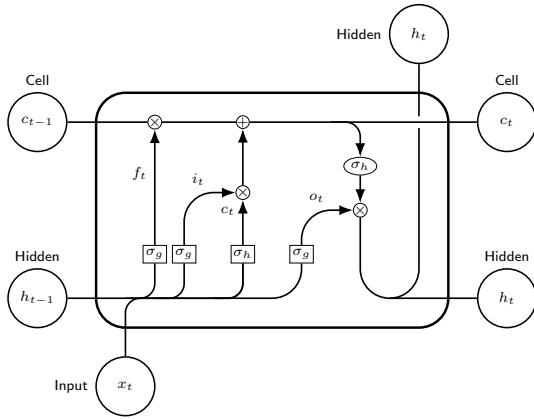 Hidden
h_t
Cell
c_{t−1}
Cell
c_t
⊗
⊕
σ_h
f_t
i_t
c_t
⊗
o_t
⊗
Hidden
h_{t−1}
σ_g
σ_g
σ_h
σ_g
Hidden
h_t
Input
x_t